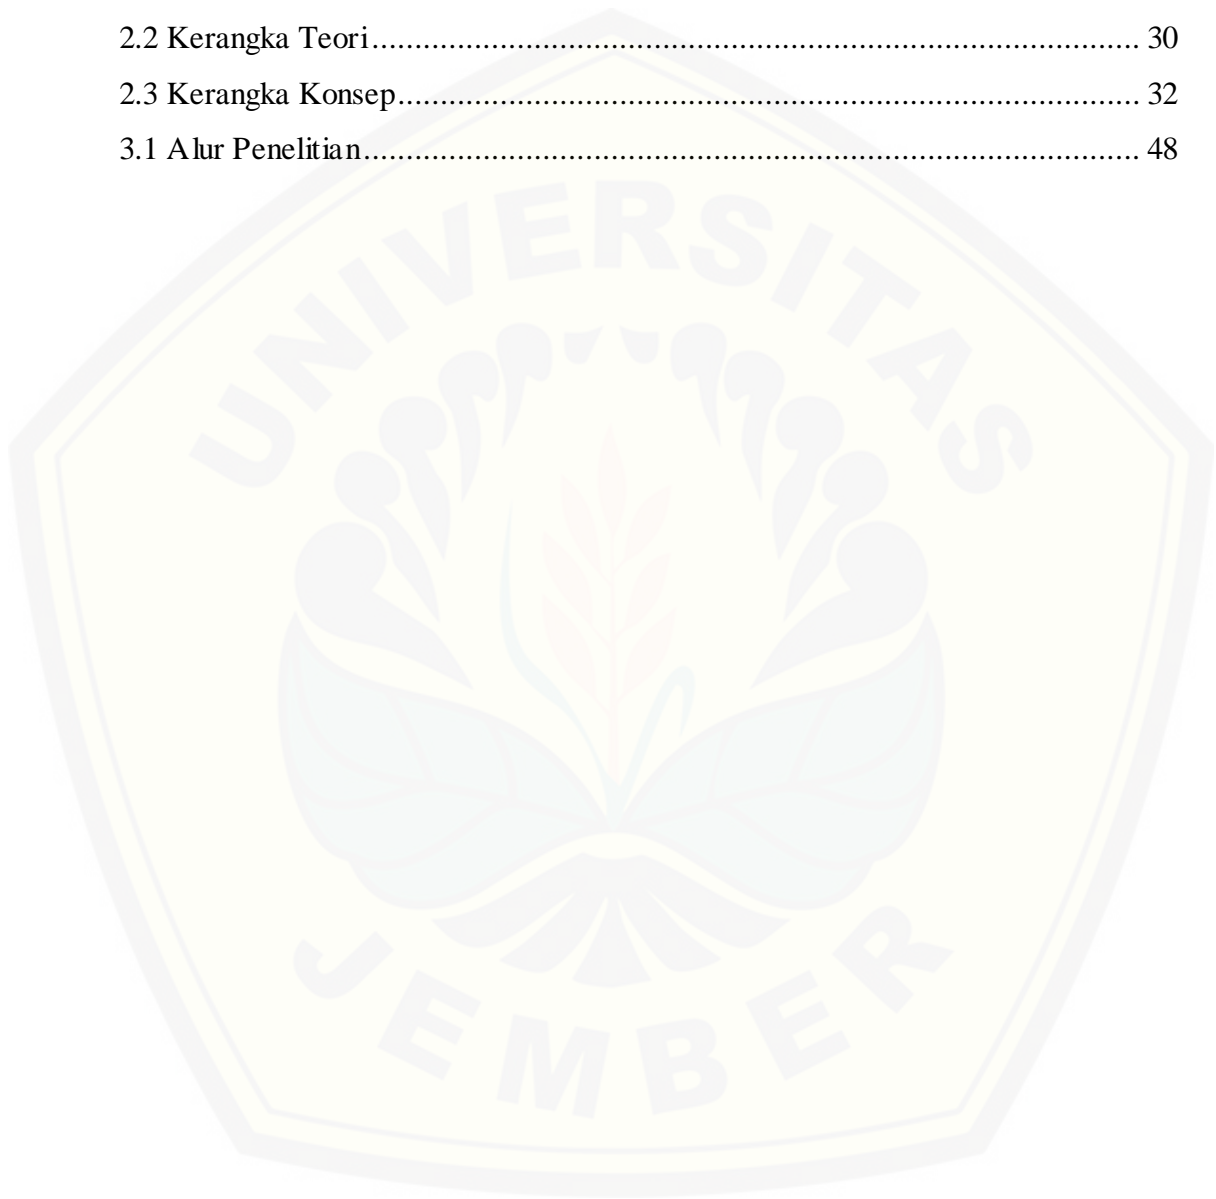 2.2 Kerangka Teori............................................................................ 30
2.3 Kerangka Konsep......................................................................... 32
3.1 Alur Penelitian............................................................................. 48
UNIVERSITAS
JEMBER